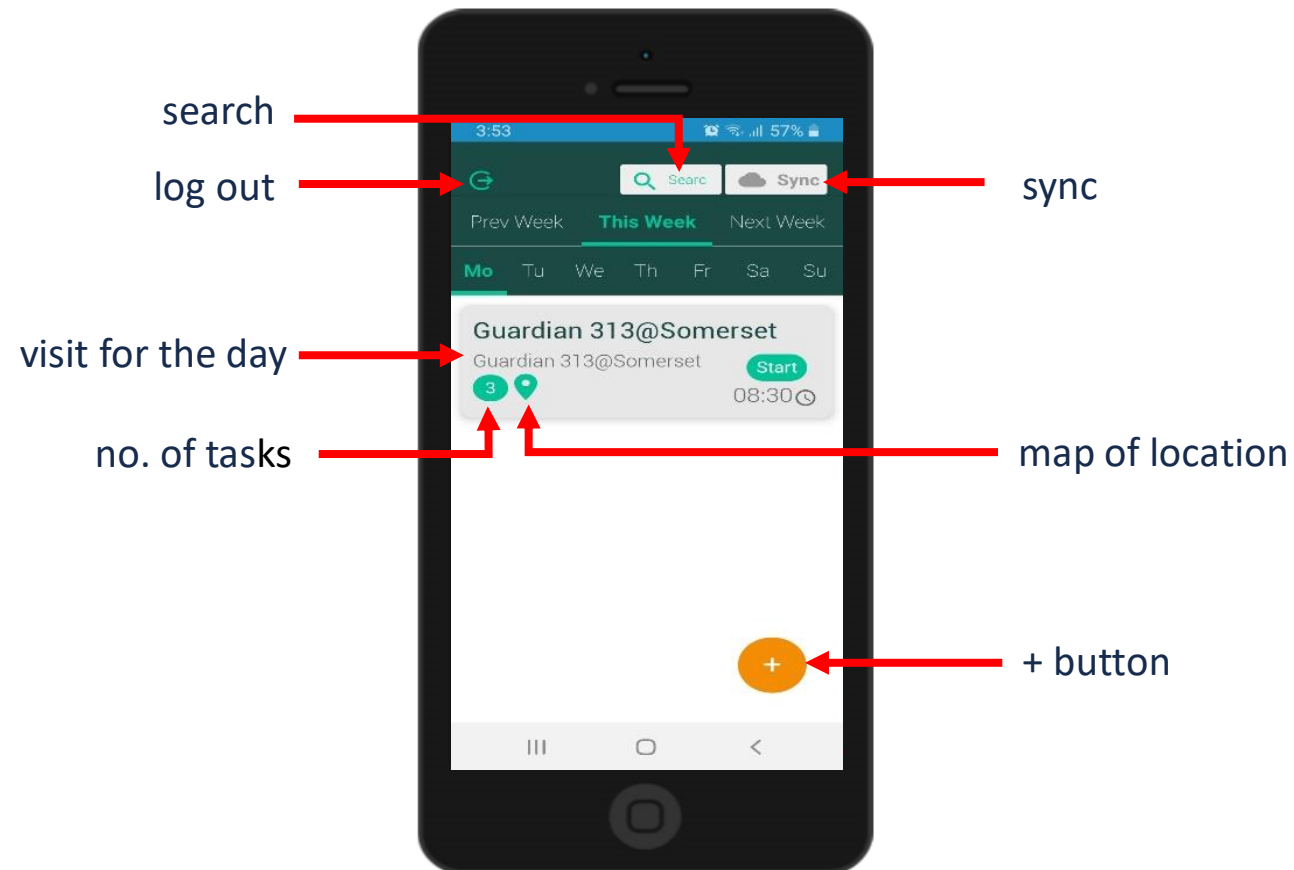 search
3:53 57%
log out
Searc Sync
sync
Prev Week This Week Next Week
Mo Tu We Th Fr Sa Su
Guardian 313@Somerset
visit for the day
Guardian 313@Somerset
Start
3
08:30
no. of tasks
map of location
+
+ button